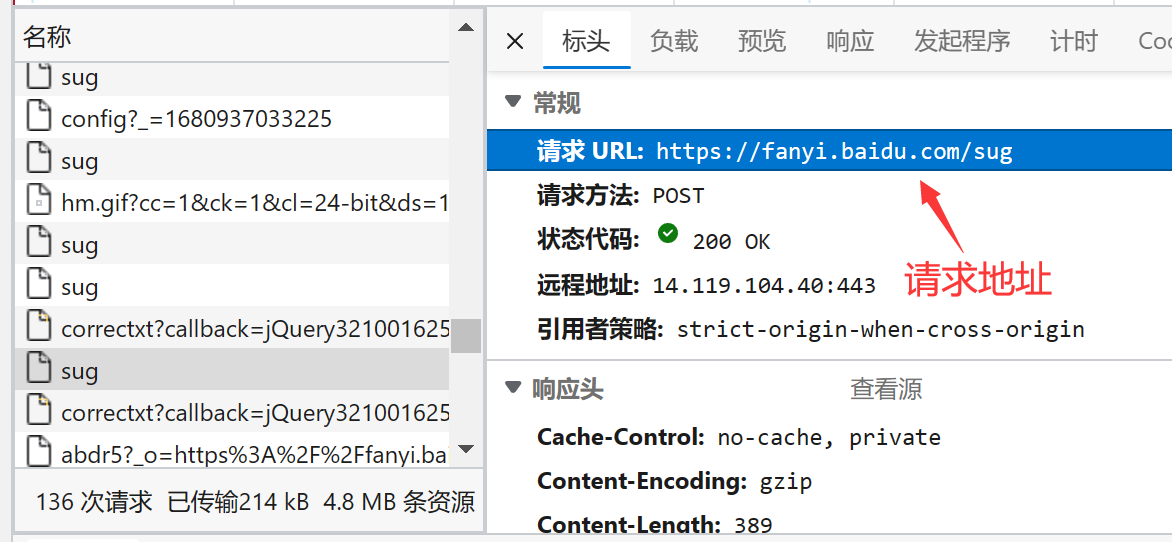 名称
sug
config?_=1680937033225
sug
hm.gif?cc=1&ck=1&cl=24-bit&ds=1
sug
sug
correctxt?callback=jQuery321001625
sug
correctxt?callback=jQuery321001625
abdr5?_o=https%3A%2F%2Ffanyi.bai
136 次请求 已传输214 kB 4.8 MB 条资源
标头 负载 预览 响应 发起程序 计时 Coo
常规
请求 URL: https://fanyi.baidu.com/sug
请求方法: POST
状态代码: 200 OK
远程地址: 14.119.104.40:443
请求地址
引用者策略: strict-origin-when-cross-origin
响应头 查看源
Cache-Control: no-cache, private
Content-Encoding: gzip
Content-Length: 389